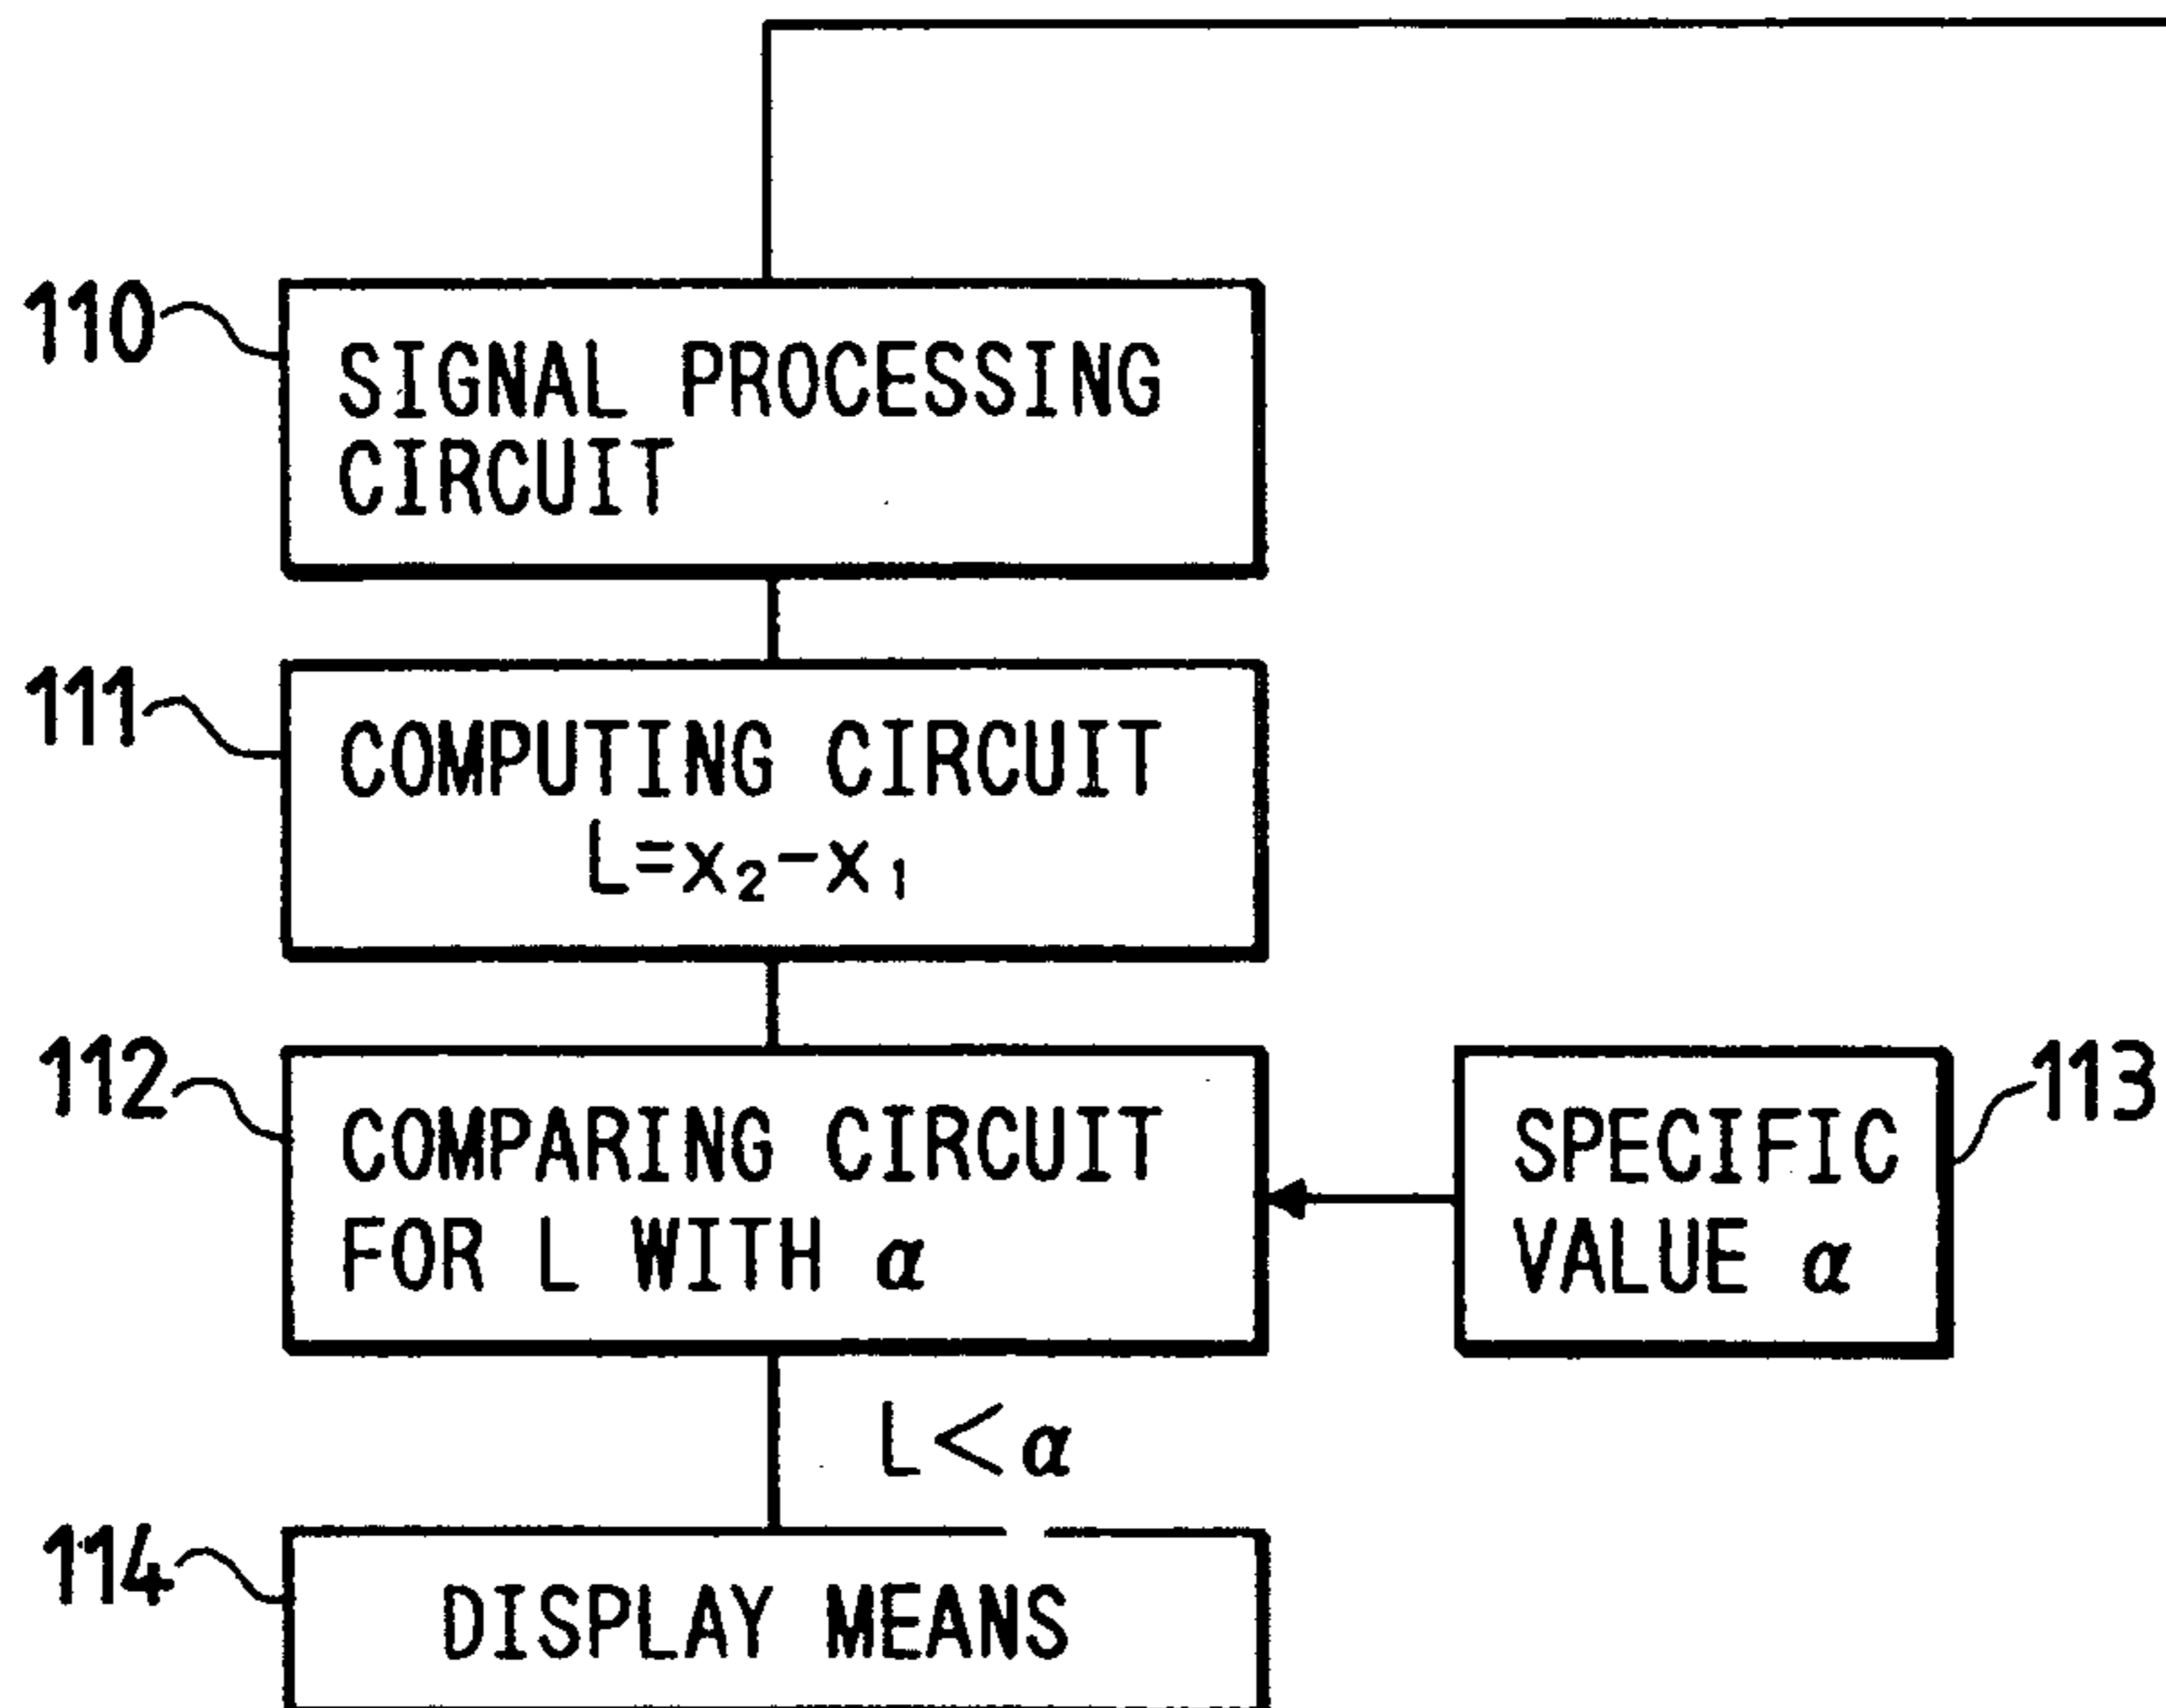 110
SIGNAL PROCESSING
CIRCUIT
111
COMPUTING CIRCUIT
L=x₂-x₁
112
COMPARING CIRCUIT
FOR L WITH α
SPECIFIC
VALUE α
113
L<α
114
DISPLAY MEANS